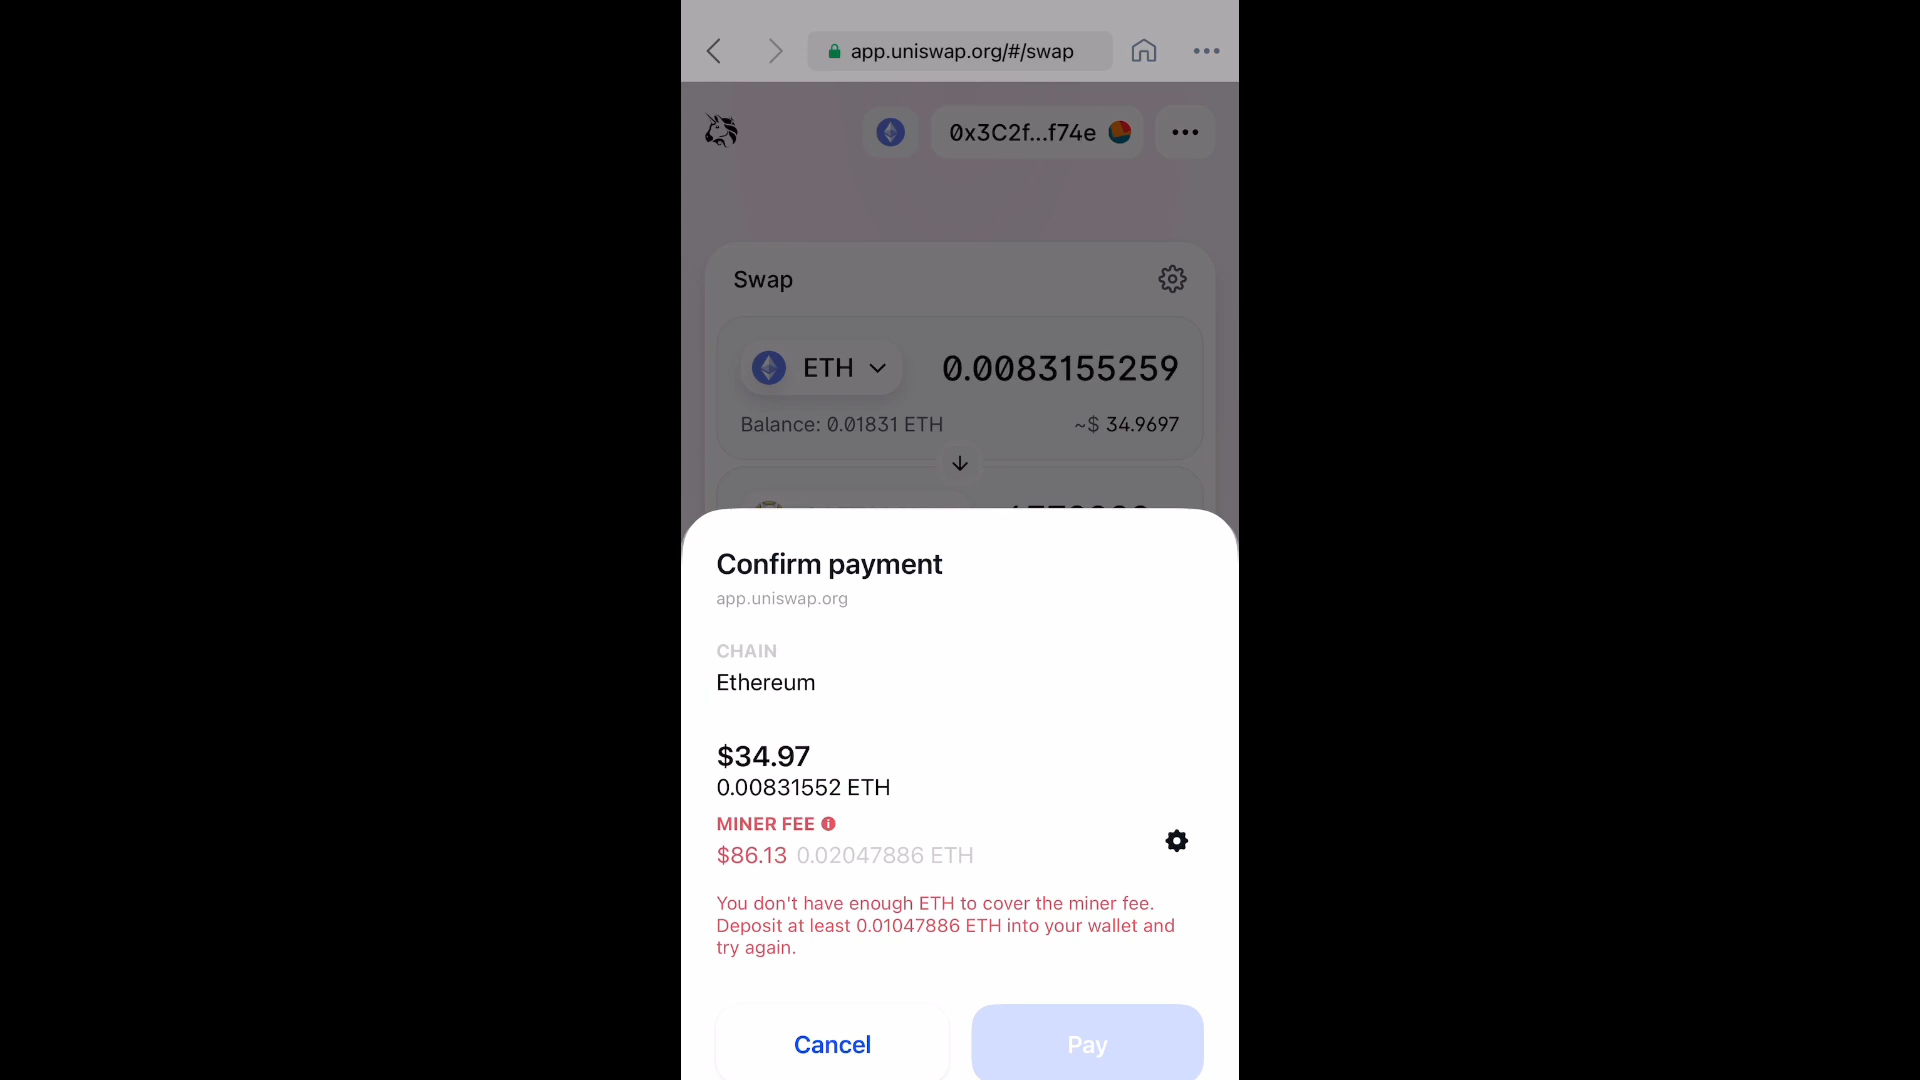 app.uniswap.org/#/swap
0x3C2f...f74e
Swap
ETH 0.0083155259
Balance: 0.01831 ETH ~$ 34.9697
Confirm payment
app.uniswap.org
CHAIN
Ethereum
$34.97
0.00831552 ETH
MINER FEE
$86.13 0.02047886 ETH
You don't have enough ETH to cover the miner fee.
Deposit at least 0.01047886 ETH into your wallet and
try again.
Cancel Pay